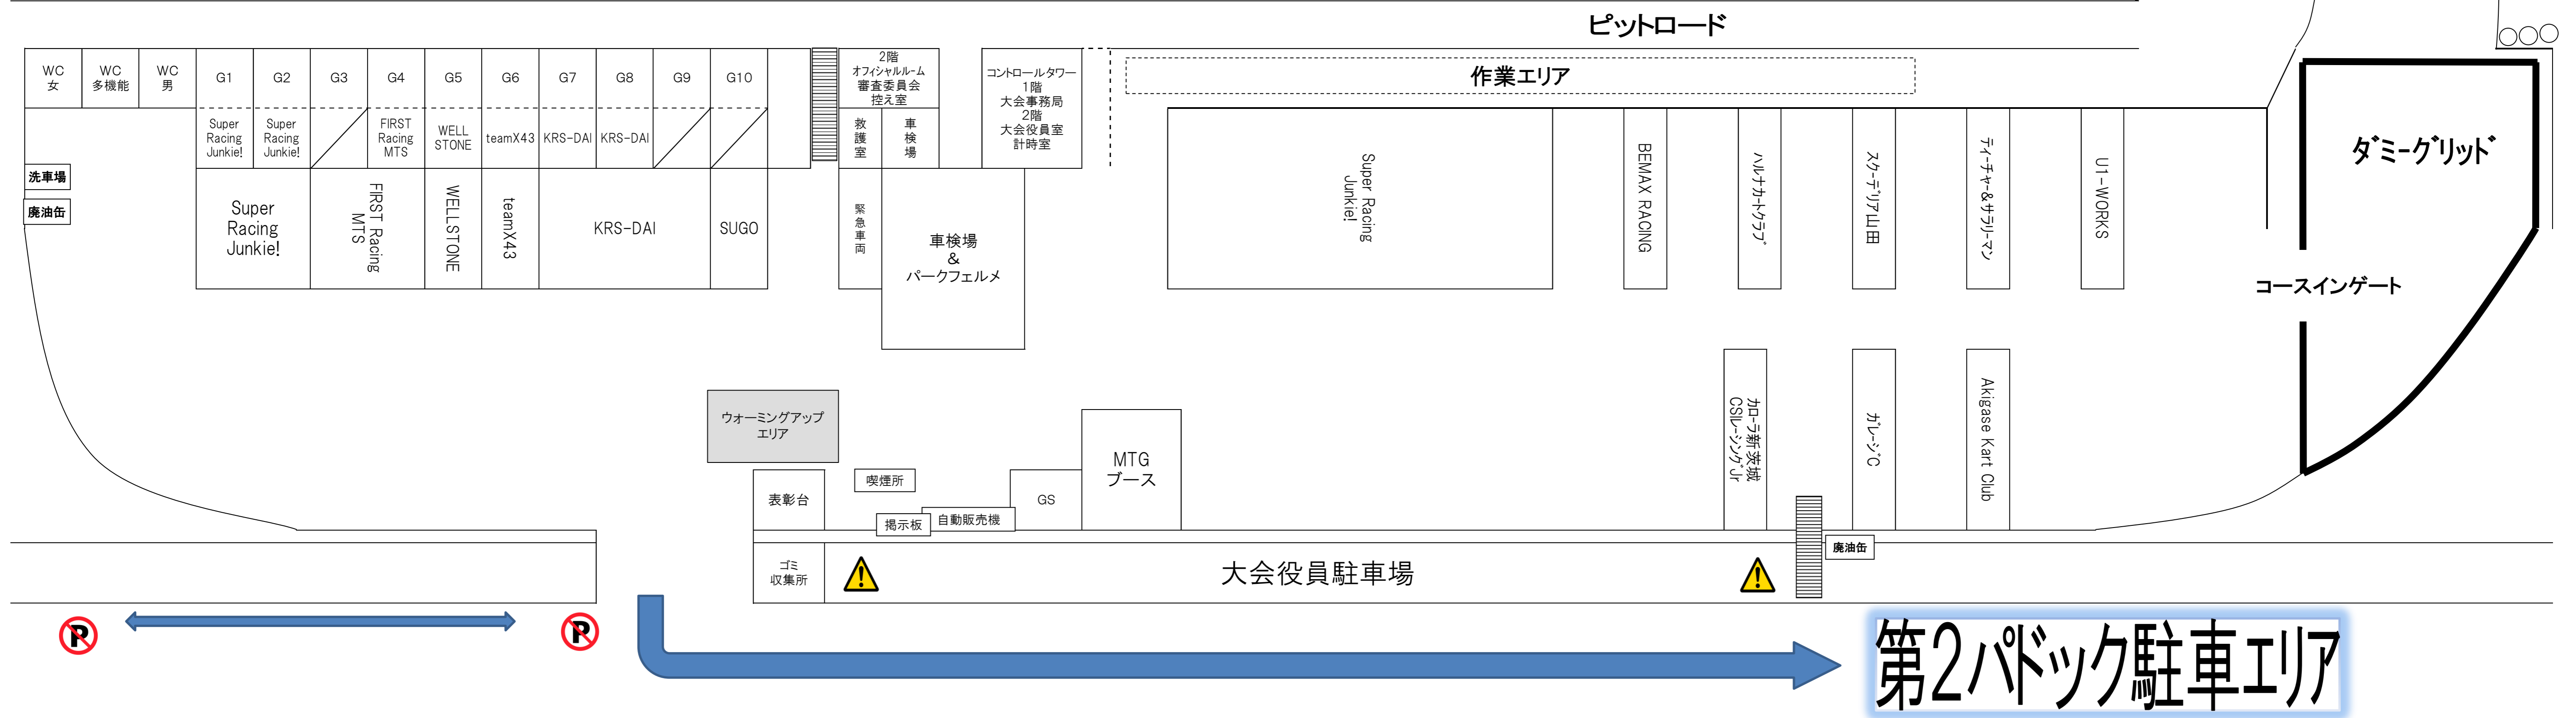 ピットロード
作業エリア
WC
女
WC
多機能
WC
男
G1
G2
G3
G4
G5
G6
G7
G8
G9
G10
2階
オフィシャルルーム
審査委員会
控え室
コントロールタワー
1階
大会事務局
2階
大会役員室
計時室
Super
Racing
Junkie!
Super
Racing
Junkie!
FIRST
Racing
MTS
WELL
STONE
teamX43
KRS-DAI
KRS-DAI
救護室
車検場
洗車場
廃油缶
Super
Racing
Junkie!
FIRST Racing
MTS
WELLSTONE
teamX43
KRS-DAI
SUGO
緊急車両
車検場
&
パークフェルメ
Super Racing
Junkie!
BEMAX RACING
ハルナカートクラブ
スクーデリア山田
ティーチャー&サラリーマン
U1-WORKS
ダミーグリッド
コースインゲート
ウォーミングアップ
エリア
表彰台
喫煙所
掲示板
自動販売機
GS
MTG
ブース
カローラ新茨城
CSIレーシングJr
ガレージC
Akigase Kart Club
廃油缶
ゴミ
収集所
!
大会役員駐車場
!
P
P
第2パドック駐車エリア